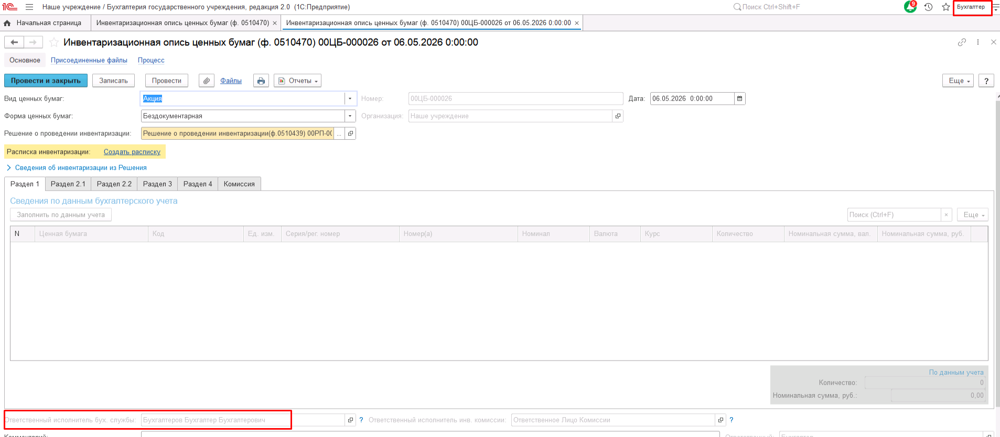 1С Наше учреждение / Бухгалтерия государственного учреждения, редакция 2.0 (1С:Предприятие) Поиск Ctrl+Shift+F 9 Бухгалтер
Начальная страница Инвентаризационная опись ценных бумаг (ф. 0510470) × Инвентаризационная опись ценных бумаг (ф. 0510470) 00ЦБ-000026 от 06.05.2026 0:00:00 ×
Инвентаризационная опись ценных бумаг (ф. 0510470) 00ЦБ-000026 от 06.05.2026 0:00:00
Основное Присоединенные файлы Процесс
Провести и закрыть Записать Провести Файлы Отчеты Еще ?
Вид ценных бумаг: Акция Номер: 00ЦБ-000026 Дата: 06.05.2026 0:00:00
Форма ценных бумаг: Бездокументарная Организация: Наше учреждение
Решение о проведении инвентаризации: Решение о проведении инвентаризации(ф.0510439) 00РП-00 ...
Расписка инвентаризации: Создать расписку
Сведения об инвентаризации из Решения
Раздел 1 Раздел 2.1 Раздел 2.2 Раздел 3 Раздел 4 Комиссия
Сведения по данным бухгалтерского учета
Заполнить по данным учета Поиск (Ctrl+F) × Еще
N Ценная бумага Код Ед. изм. Серия/рег. номер Номер(а) Номинал Валюта Курс Количество Номинальная сумма, вал. Номинальная сумма, руб.
По данным учета
Количество: 0
Номинальная сумма, руб.: 0,00
Ответственный исполнитель бух. службы: Бухгалтеров Бухгалтер Бухгалтерович ? Ответственный исполнитель инв. комиссии: Ответственное Лицо Комиссии ?
Комментарий: Ответственный: Бухгалтер